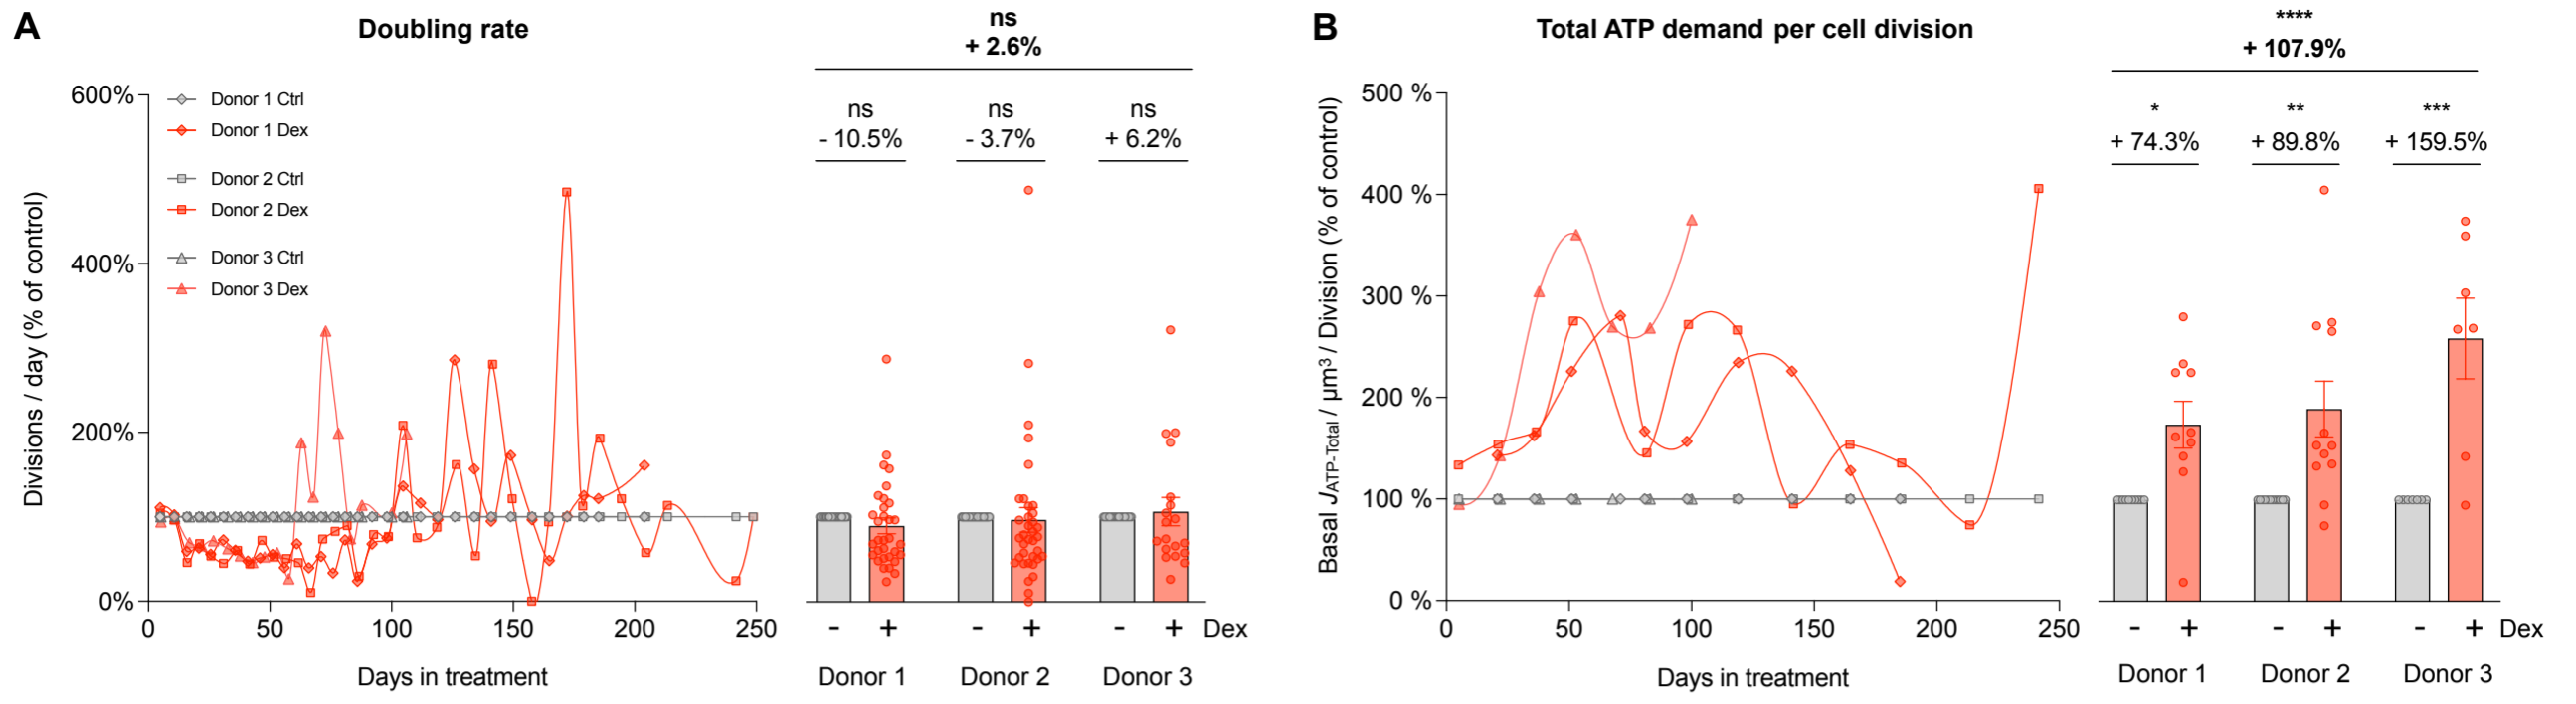 A
Doubling rate
ns
+ 2.6%
ns
ns
ns
- 10.5%
- 3.7%
+ 6.2%
Divisions / day (% of control)
600%
400%
200%
0%
Donor 1 Ctrl
Donor 1 Dex
Donor 2 Ctrl
Donor 2 Dex
Donor 3 Ctrl
Donor 3 Dex
0
50
100
150
200
250
Days in treatment
- + - + - + Dex
Donor 1
Donor 2
Donor 3
B
Total ATP demand per cell division
****
+ 107.9%
*
**
***
+ 74.3%
+ 89.8%
+ 159.5%
Basal JATP-Total / µm³ / Division (% of control)
500 %
400 %
300 %
200 %
100 %
0 %
0
50
100
150
200
250
Days in treatment
- + - + - + Dex
Donor 1
Donor 2
Donor 3